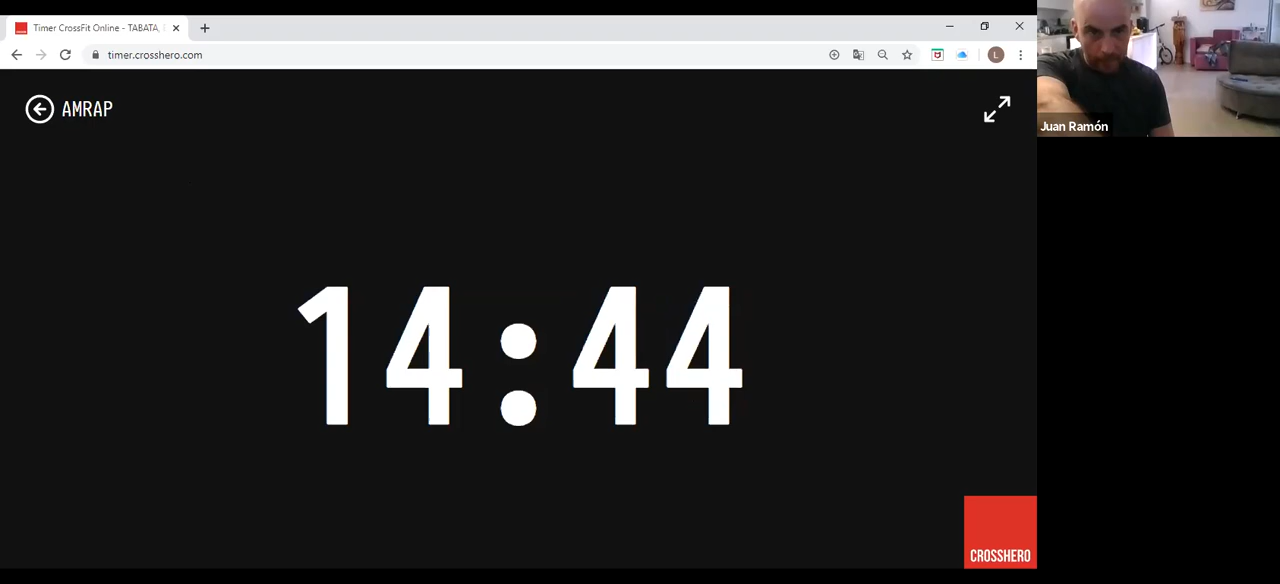 Timer CrossFit Online - TABATA,
timer.crosshero.com
L
AMRAP
14:44
CROSSHERO
Juan Ramón